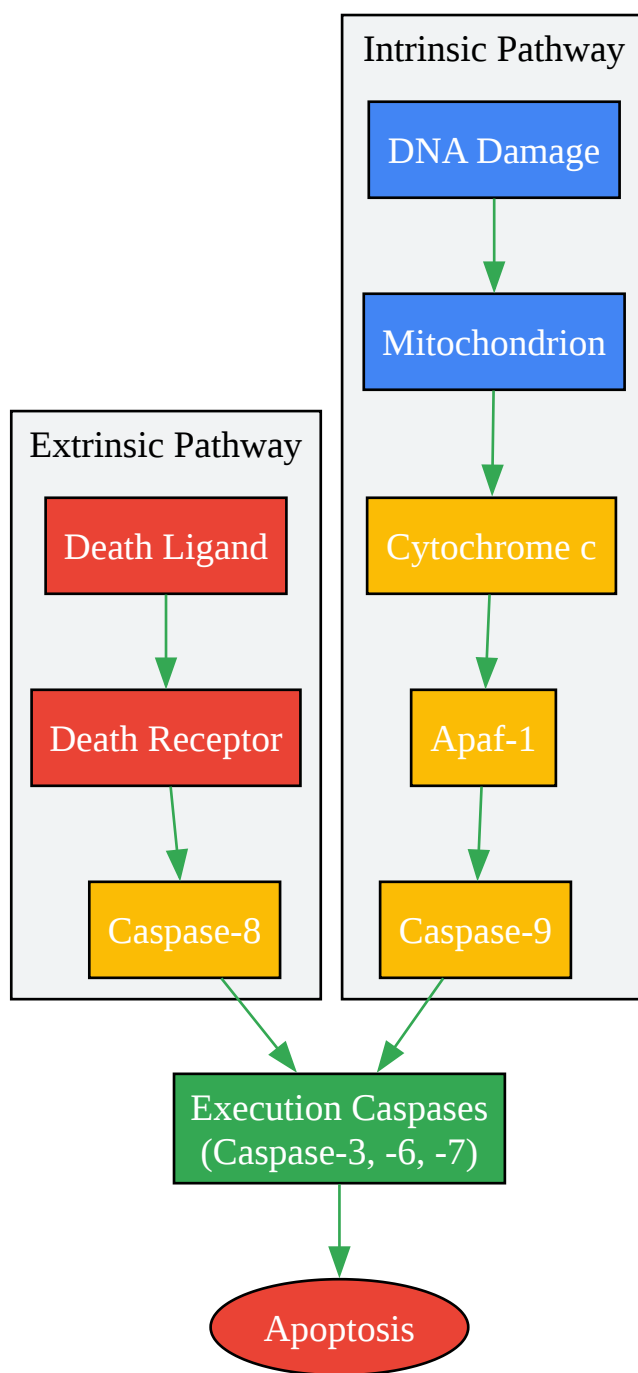 Intrinsic Pathway
DNA Damage
Mitochondrion
Cytochrome c
Apaf-1
Caspase-9
Extrinsic Pathway
Death Ligand
Death Receptor
Caspase-8
Execution Caspases
(Caspase-3, -6, -7)
Apoptosis